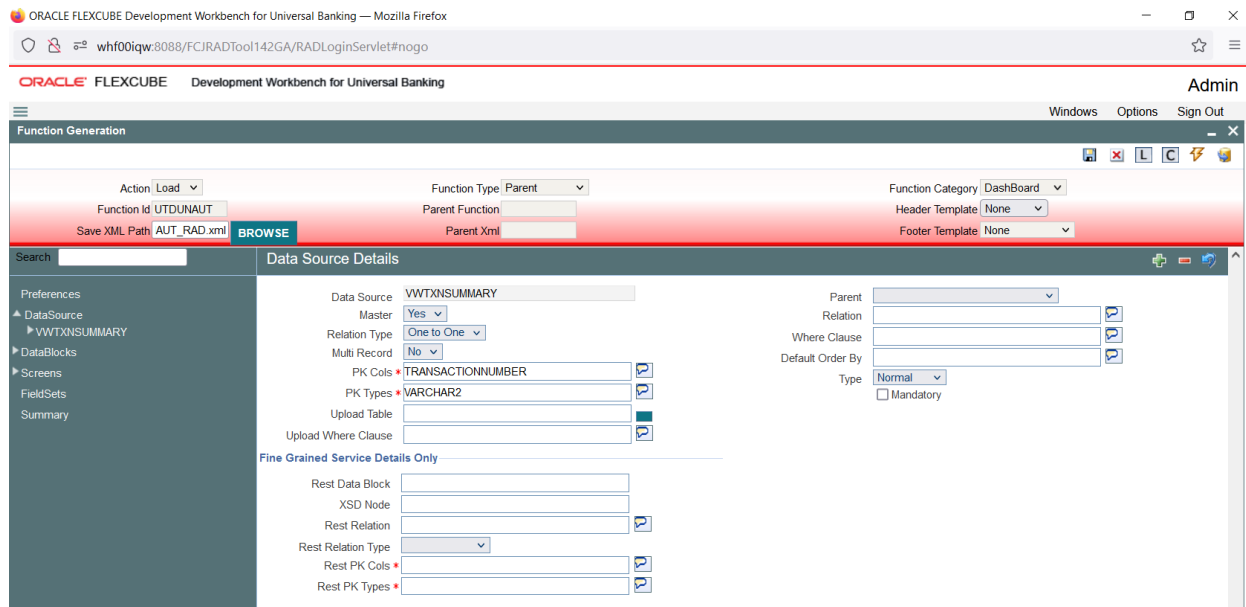 ORACLE FLEXCUBE Development Workbench for Universal Banking — Mozilla Firefox
whf00iqw:8088/FCJRADTool142GA/RADLoginServlet#nogo
ORACLE FLEXCUBE Development Workbench for Universal Banking
Admin
Windows Options Sign Out
Function Generation
L C
Action Load Function Type Parent Function Category DashBoard
Function Id UTDUNAUT Parent Function Header Template None
Save XML Path AUT_RAD.xml BROWSE Parent Xml Footer Template None
Search
Data Source Details
Preferences
DataSource
VWTXNSUMMARY
DataBlocks
Screens
FieldSets
Summary
Data Source VWTXNSUMMARY
Master Yes
Relation Type One to One
Multi Record No
PK Cols * TRANSACTIONNUMBER
PK Types * VARCHAR2
Upload Table
Upload Where Clause
Parent
Relation
Where Clause
Default Order By
Type Normal
Mandatory
Fine Grained Service Details Only
Rest Data Block
XSD Node
Rest Relation
Rest Relation Type
Rest PK Cols *
Rest PK Types *